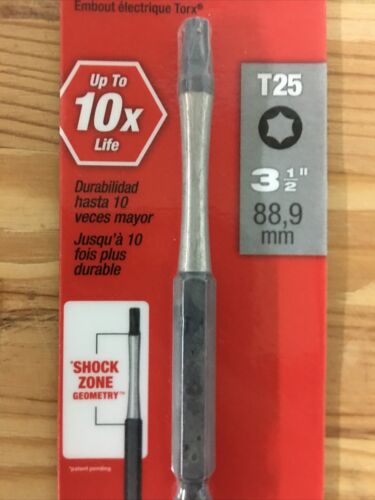 Embout électrique Torx®
Up To
10x
Life
T25
3 1/2"
88,9
mm
Durabilidad
hasta 10
veces mayor
Jusqu'à 10
fois plus
durable
*SHOCK
ZONE
GEOMETRY™
*patent pending